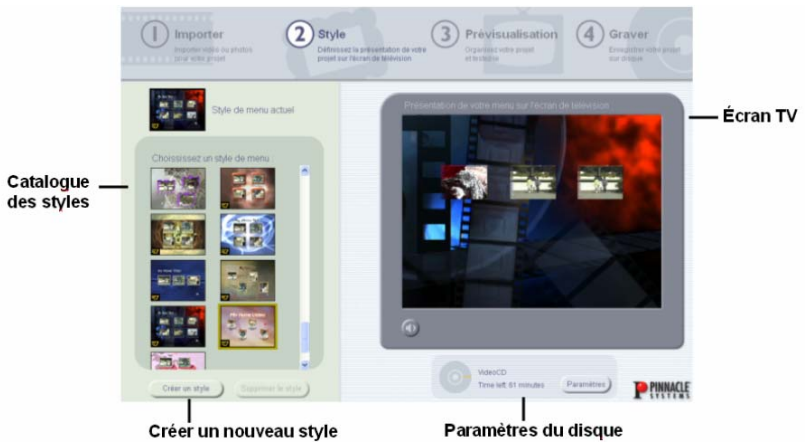 1 Importer
Importer vidéo ou photos
pour votre projet
2 Style
Définissez la présentation de votre
projet sur l'écran de télévision
3 Prévisualisation
Organisez votre projet
et testez-le
4 Graver
Enregistrer votre projet
sur disque
Style de menu actuel
Présentation de votre menu sur l'écran de télévision
Écran TV
Choississez un style de menu
Catalogue
des styles
VideoCD
Time left: 61 minutes
Paramètres
PINNACLE
SYSTEMS
Créer un style
Supprimer le style
Créer un nouveau style
Paramètres du disque